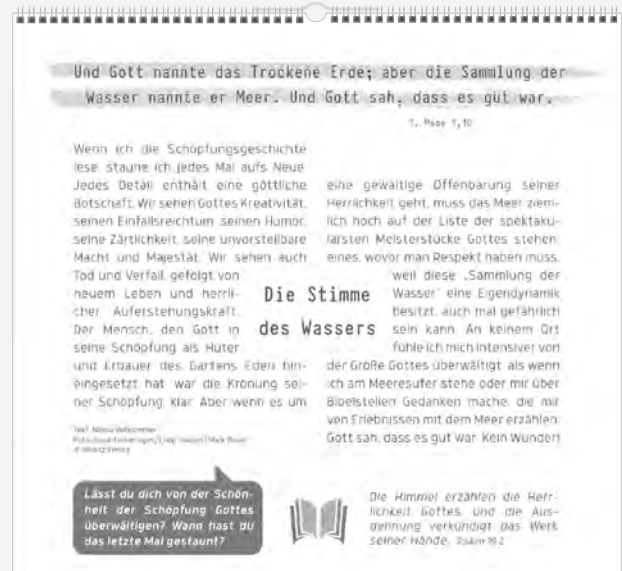 Und Gott nannte das Trockene Erde; aber die Sammlung der
Wasser nannte er Meer. Und Gott sah, dass es gut war.
1. Mose 1,10
Wenn ich die Schöpfungsgeschichte
lese, staune ich jedes Mal aufs Neue.
Jedes Detail enthält eine göttliche
Botschaft. Wir sehen Gottes Kreativität,
seinen Einfallsreichtum, seinen Humor,
seine Zärtlichkeit, seine unvorstellbare
Macht und Majestät. Wir sehen auch
Tod und Verfall, gefolgt von
neuem Leben und herrli-
cher Auferstehungskraft.
Der Mensch, den Gott in
seine Schöpfung als Hüter
und Erbauer des Gartens Eden hin-
eingesetzt hat, war die Krönung sei-
ner Schöpfung, klar. Aber wenn es um
Die Stimme
des Wassers
eine gewaltige Offenbarung seiner
Herrlichkeit geht, muss das Meer ziem-
lich hoch auf der Liste der spektaku-
lärsten Meisterstücke Gottes stehen;
eines, wovor man Respekt haben muss,
weil diese „Sammlung der
Wasser“ eine Eigendynamik
besitzt, auch mal gefährlich
sein kann. An keinem Ort
fühle ich mich intensiver von
der Größe Gottes überwältigt, als wenn
ich am Meeresufer stehe oder mir über
Bibelstellen Gedanken mache, die mir
von Erlebnissen mit dem Meer erzählen.
Gott sah, dass es gut war. Kein Wunder!
Text: Nicola Vollkommer
Lässt du dich von der Schön-
heit der Schöpfung Gottes
überwältigen? Wann hast du
das letzte Mal gestaunt?
Die Himmel erzählen die Herr-
lichkeit Gottes, und die Aus-
dehnung verkündigt das Werk
seiner Hände. Psalm 19,2